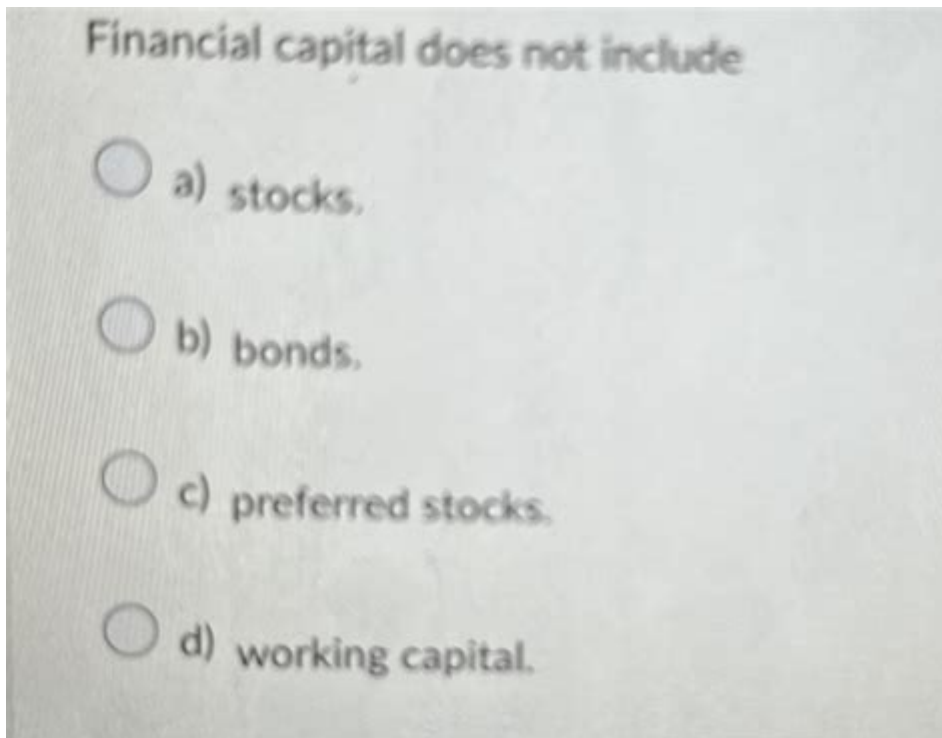 Financial capital does not include
a) stocks.
b) bonds.
c) preferred stocks.
d) working capital.